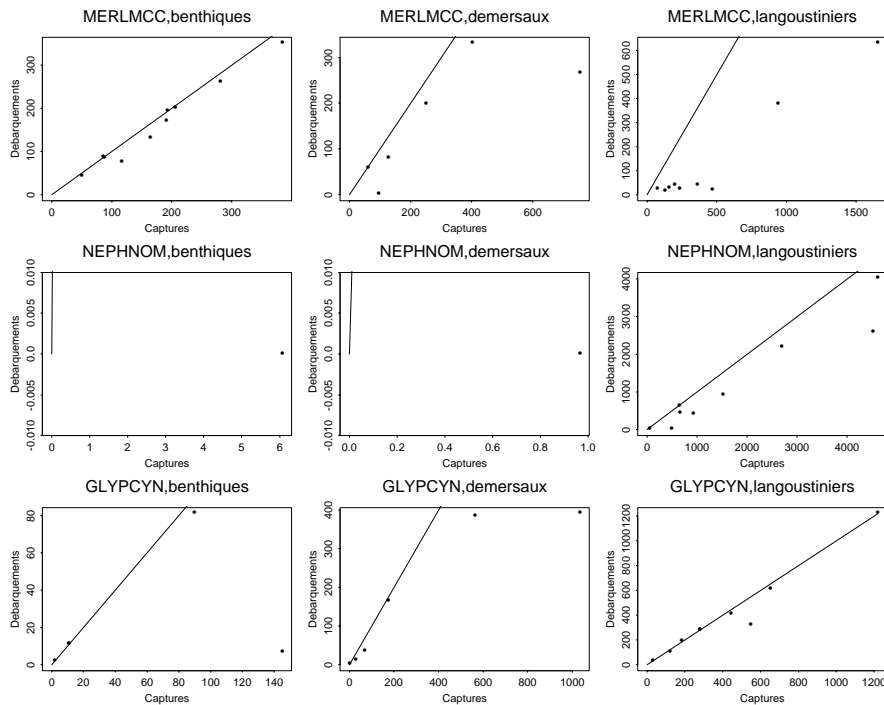 MERLMCC,benthiques
Debarquements
0 100 200 300
0 100 200 300
Captures
MERLMCC,demersaux
Debarquements
0 100 200 300
0 200 400 600
Captures
MERLMCC,langoustiniers
Debarquements
0 100 200 300 400 500 600
0 500 1000 1500
Captures
NEPHNOM,benthiques
Debarquements
-0.010 -0.005 0.0 0.005 0.010
0 1 2 3 4 5 6
Captures
NEPHNOM,demersaux
Debarquements
-0.010 -0.005 0.0 0.005 0.010
0.0 0.2 0.4 0.6 0.8 1.0
Captures
NEPHNOM,langoustiniers
Debarquements
0 1000 2000 3000 4000
0 1000 2000 3000 4000
Captures
GLYPCYN,benthiques
Debarquements
0 20 40 60 80
0 20 40 60 80 100 120 140
Captures
GLYPCYN,demersaux
Debarquements
0 100 200 300 400
0 200 400 600 800 1000
Captures
GLYPCYN,langoustiniers
Debarquements
0 200 400 600 800 1000 1200
0 200 400 600 800 1000 1200
Captures